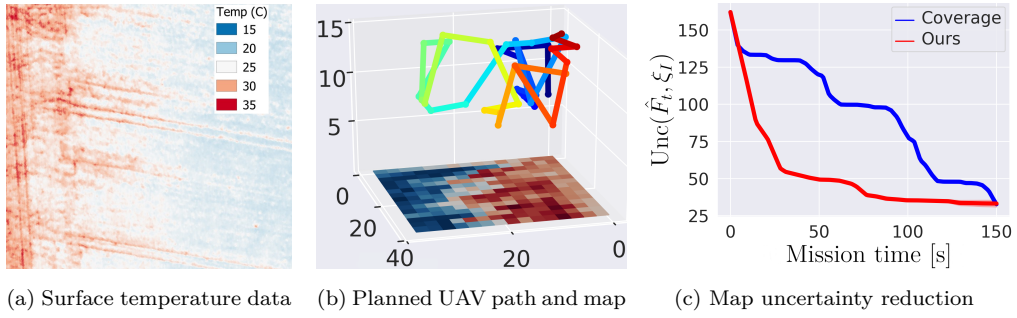 Temp (C)
15
20
25
30
35
(a) Surface temperature data
15
10
5
0
20
40
20
0
(b) Planned UAV path and map
Unc(F̂ₜ, ξ_I)
150
125
100
75
50
25
0
50
100
150
Mission time [s]
Coverage
Ours
(c) Map uncertainty reduction